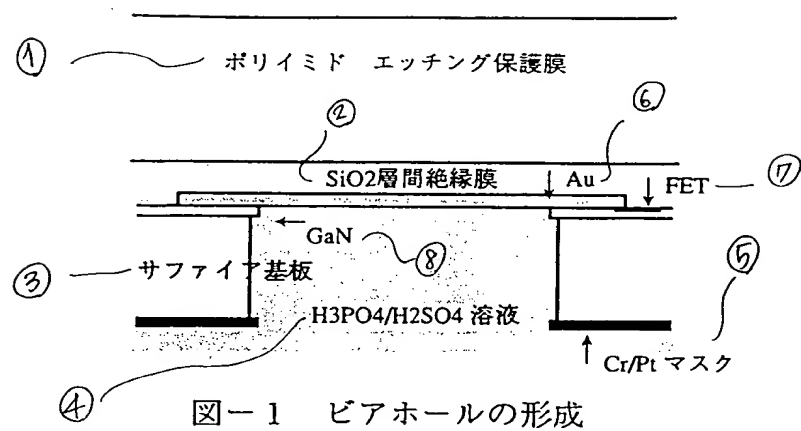 ① ポリイミド エッチング保護膜
② ⑥
SiO2層間絶縁膜 Au FET ⑦
GaN ⑧
③ サファイア基板 ⑤
H3PO4/H2SO4 溶液
Cr/Pt マスク
④
図－1 ビアホールの形成